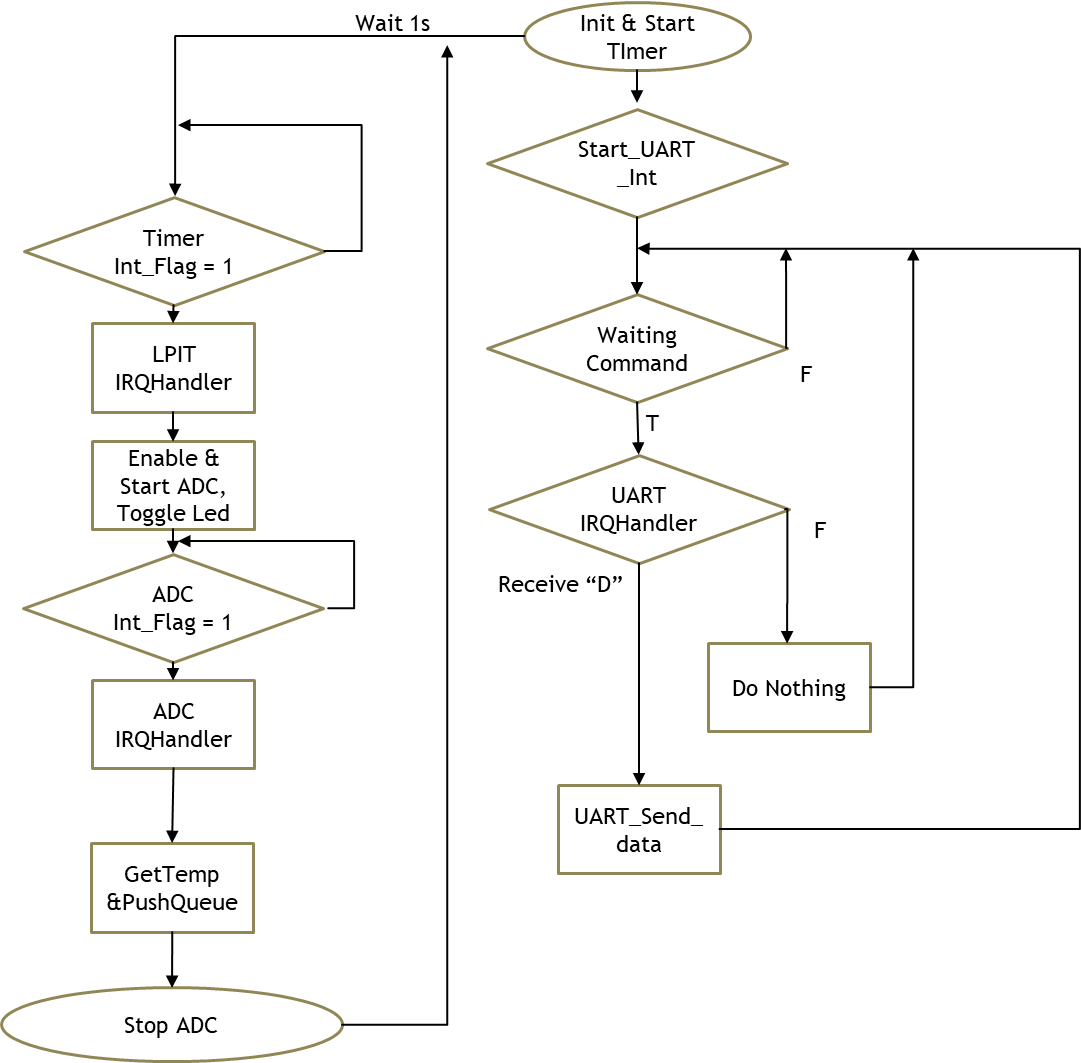 Wait 1s
Init & Start
TImer
Start_UART
_Int
Timer
Int_Flag = 1
LPIT
IRQHandler
Enable &
Start ADC,
Toggle Led
ADC
Int_Flag = 1
ADC
IRQHandler
GetTemp
&PushQueue
Stop ADC
Waiting
Command
F
T
UART
IRQHandler
F
Receive “D”
Do Nothing
UART_Send_
data